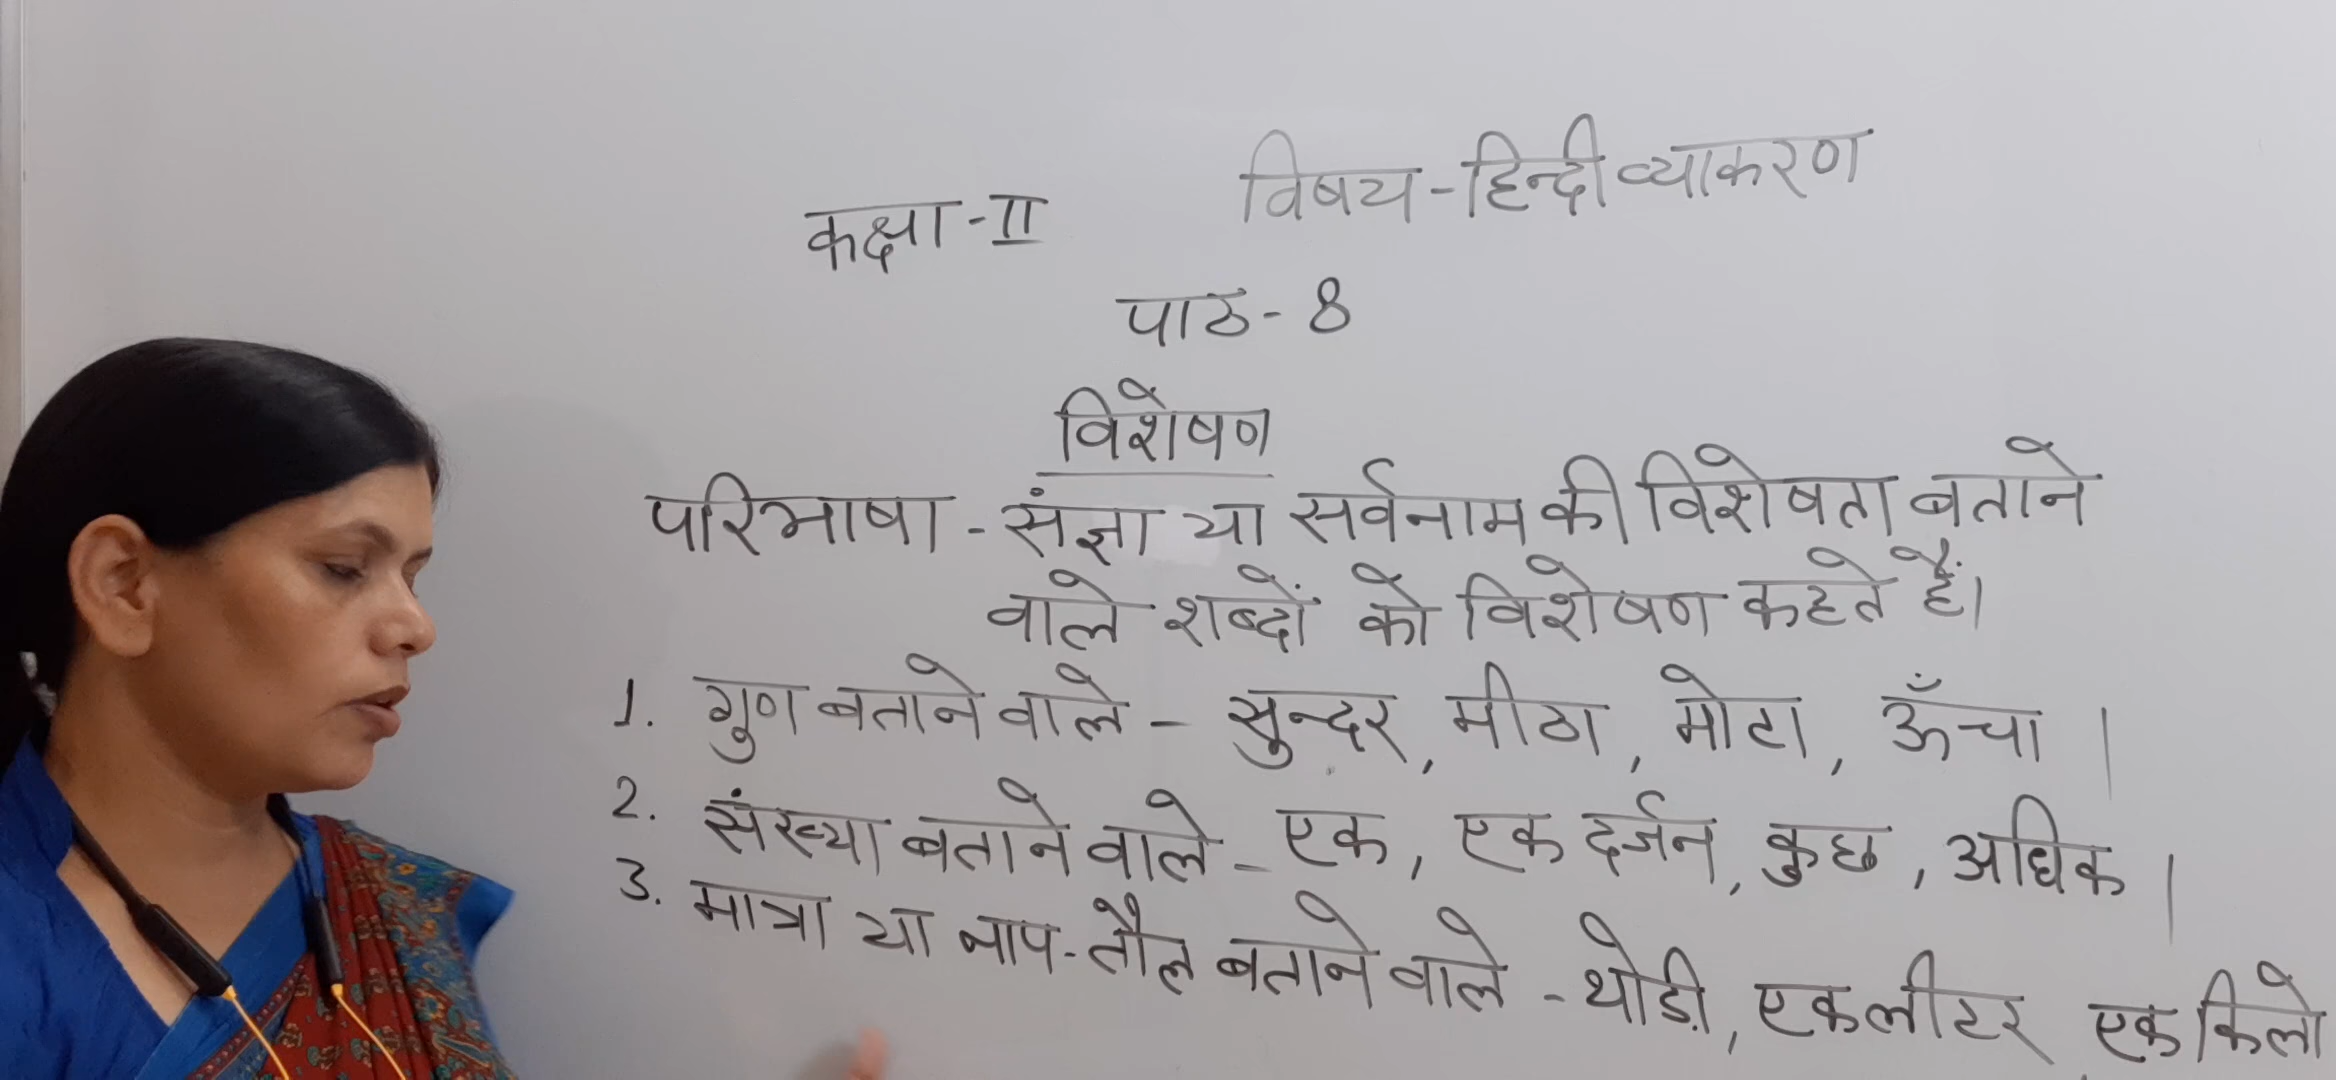 कक्षा-II विषय-हिन्दी व्याकरण
पाठ-8
विशेषण
परिभाषा - संज्ञा या सर्वनाम की विशेषता बताने
वाले शब्दों को विशेषण कहते हैं।
1. गुण बताने वाले - सुन्दर, मीठा, मोटा, ऊँचा।
2. संख्या बताने वाले - एक, एक दर्जन, कुछ, अधिक।
3. मात्रा या नाप-तौल बताने वाले - थोड़ी, एक लीटर, एक किलो